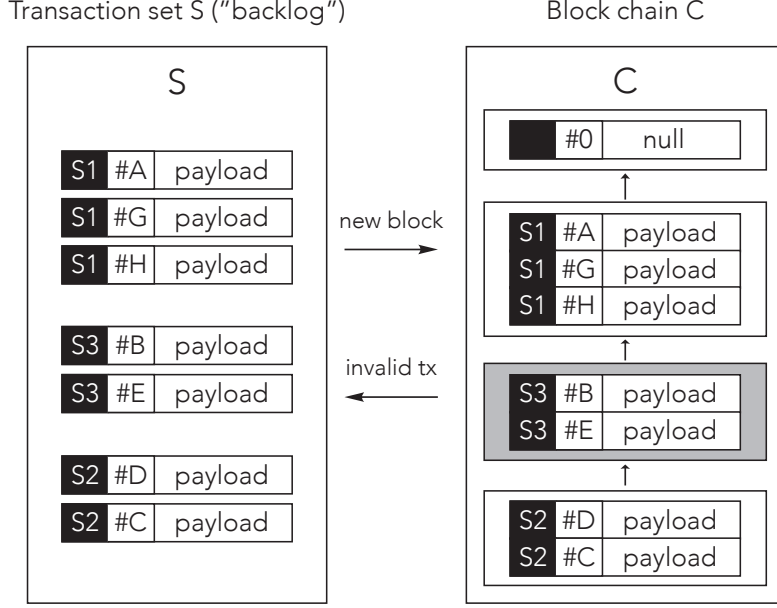 Transaction set S ("backlog")
S
S1 #A payload
S1 #G payload
S1 #H payload
S3 #B payload
S3 #E payload
S2 #D payload
S2 #C payload
new block
invalid tx
Block chain C
C
#0 null
S1 #A payload
S1 #G payload
S1 #H payload
S3 #B payload
S3 #E payload
S2 #D payload
S2 #C payload